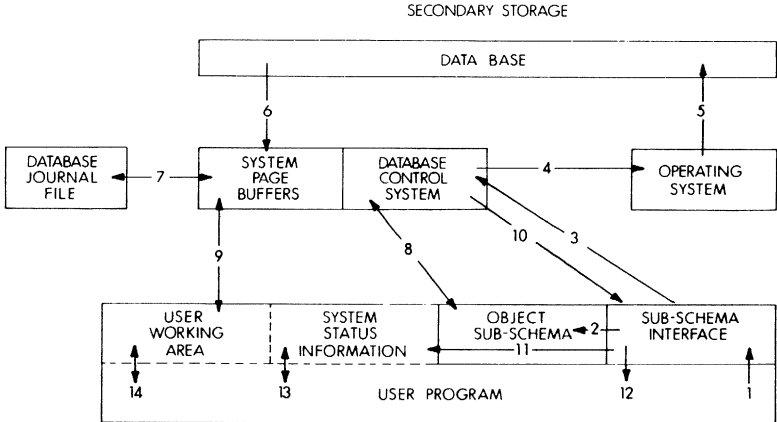 SECONDARY STORAGE
DATA BASE
6
5
DATABASE
JOURNAL
FILE
7
SYSTEM
PAGE
BUFFERS
DATABASE
CONTROL
SYSTEM
4
OPERATING
SYSTEM
9
8
10
3
USER
WORKING
AREA
SYSTEM
STATUS
INFORMATION
OBJECT
SUB-SCHEMA
2
SUB-SCHEMA
INTERFACE
11
14
13
USER PROGRAM
12
1